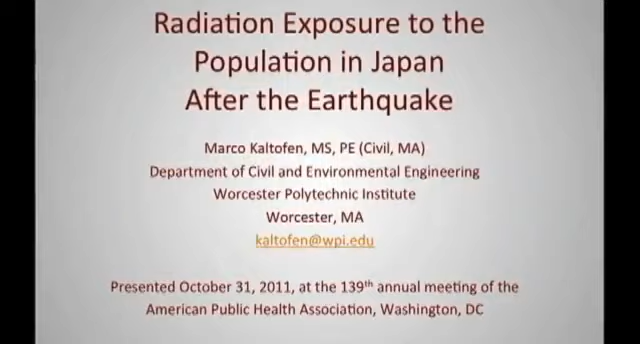 Radiation Exposure to the
Population in Japan
After the Earthquake
Marco Kaltofen, MS, PE (Civil, MA)
Department of Civil and Environmental Engineering
Worcester Polytechnic Institute
Worcester, MA
kaltofen@wpi.edu
Presented October 31, 2011, at the 139th annual meeting of the
American Public Health Association, Washington, DC